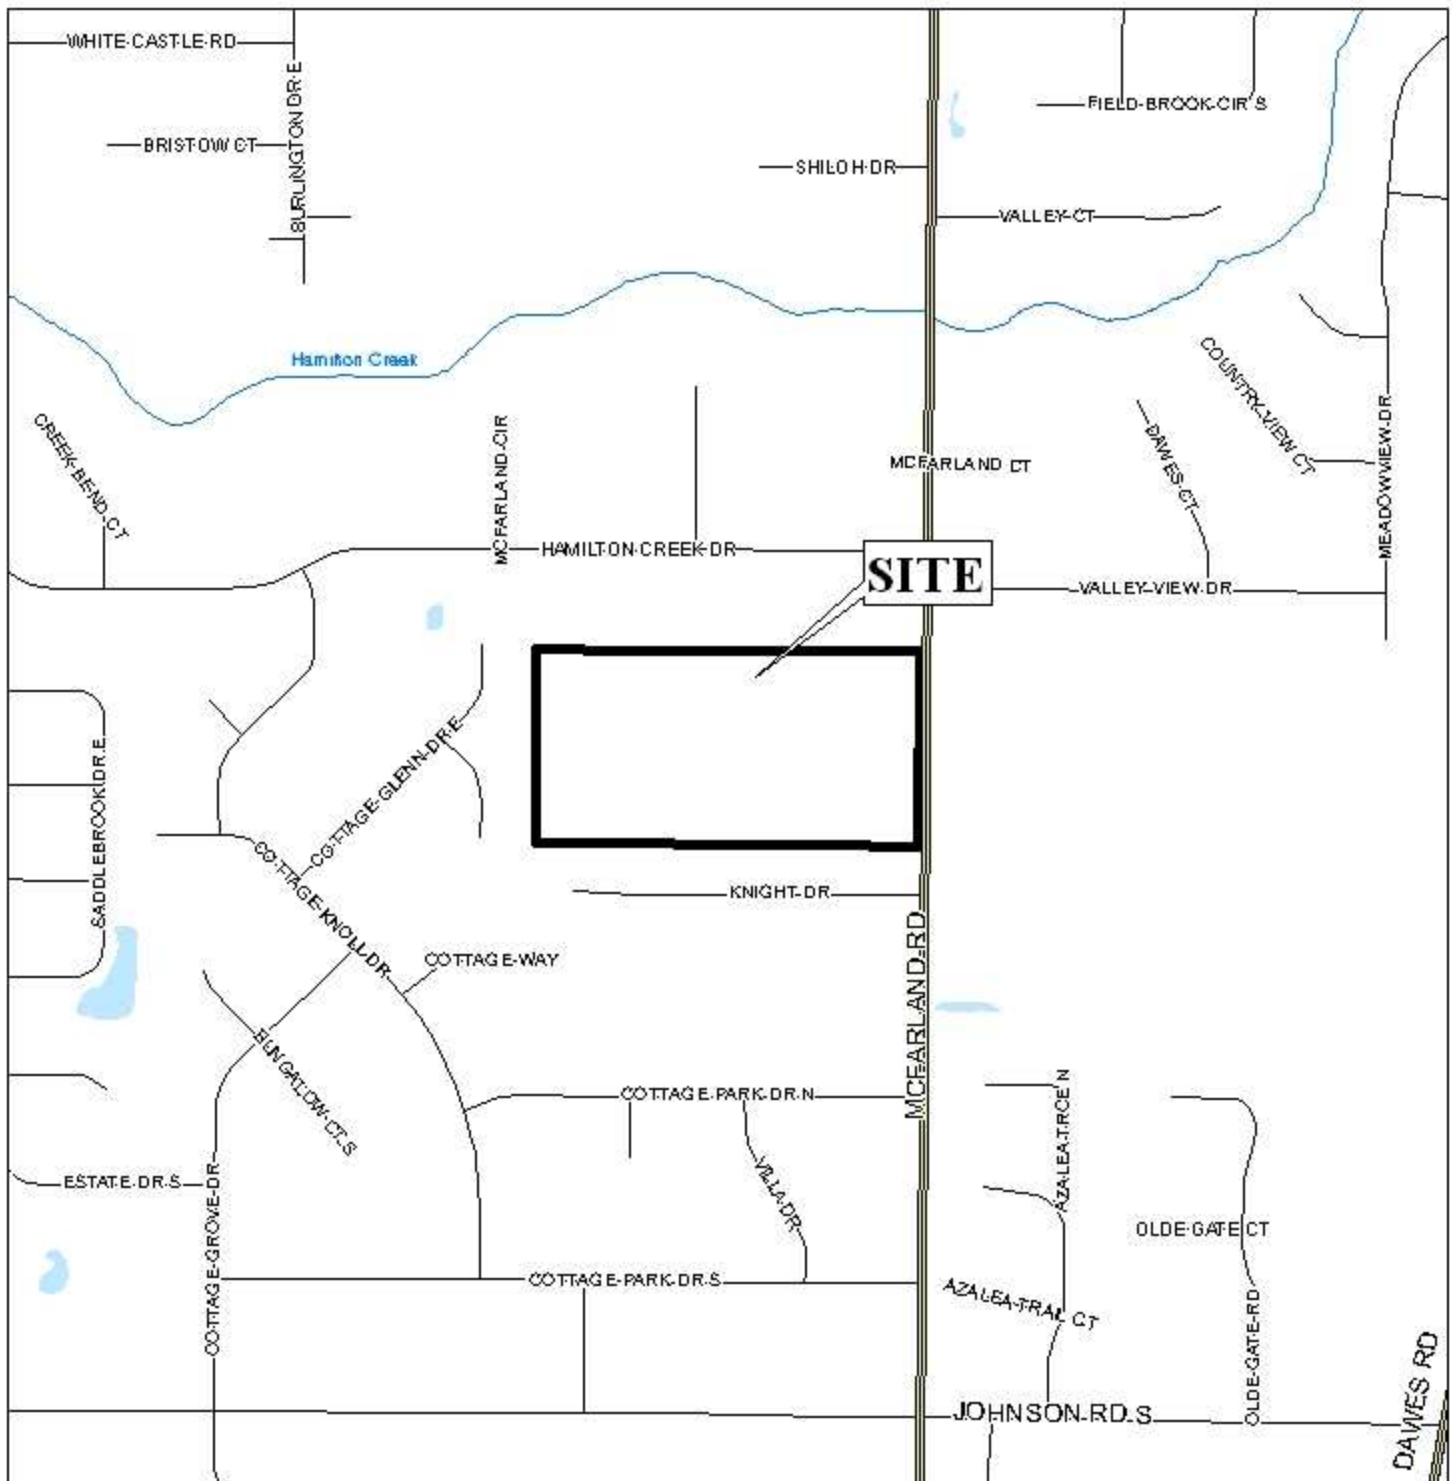 WHITE CASTLE RD
BURLINGTON DR E
FIELD BROOK CIR S
BRISTOW CT
SHILOH DR
VALLEY CT
Hamilton Creek
COUNTRY VIEW CT
CREEK BEND CT
MCFARLAND CIR
MCFARLAND CT
DAWES CT
MEADOW VIEW DR
HAMILTON CREEK DR
SITE
VALLEY VIEW DR
SADDLEBROOK DR E
COTTAGE GLENN DR E
COTTAGE KNOLL DR
KNIGHT DR
MCFARLAND RD
COTTAGE WAY
BUNGALOW CT S
COTTAGE PARK DR N
AZALEA TRCE N
ESTATE DR S
COTTAGE GROVE DR
VILLA DR
OLDE GATE CT
COTTAGE PARK DR S
AZALEA TRAIL CT
OLDE GATE RD
JOHNSON RD S
DAWES RD